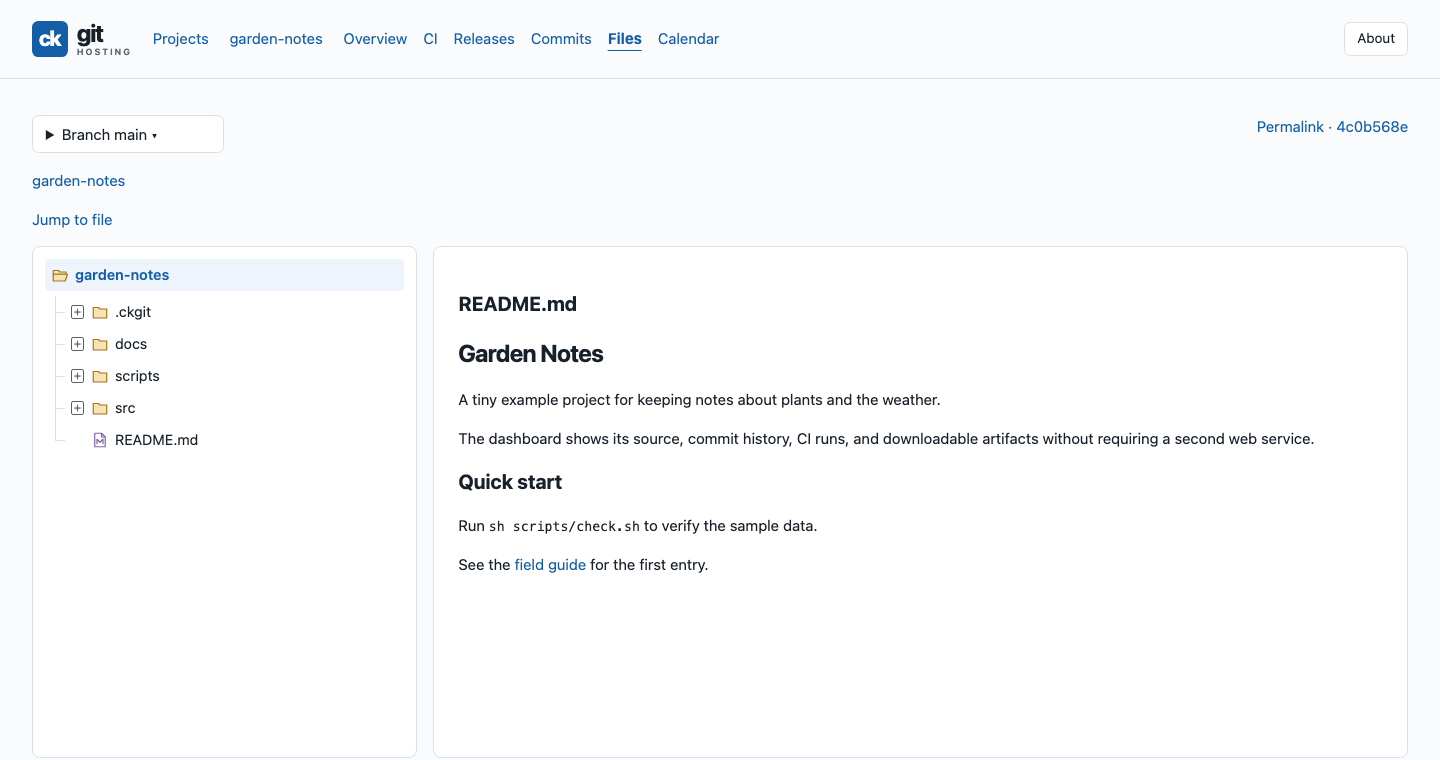 ck git HOSTING Projects garden-notes Overview CI Releases Commits Files Calendar About
▶ Branch main ▾ Permalink · 4c0b568e
garden-notes
Jump to file
garden-notes
.ckgit
docs
scripts
src
README.md
README.md
Garden Notes
A tiny example project for keeping notes about plants and the weather.
The dashboard shows its source, commit history, CI runs, and downloadable artifacts without requiring a second web service.
Quick start
Run sh scripts/check.sh to verify the sample data.
See the field guide for the first entry.